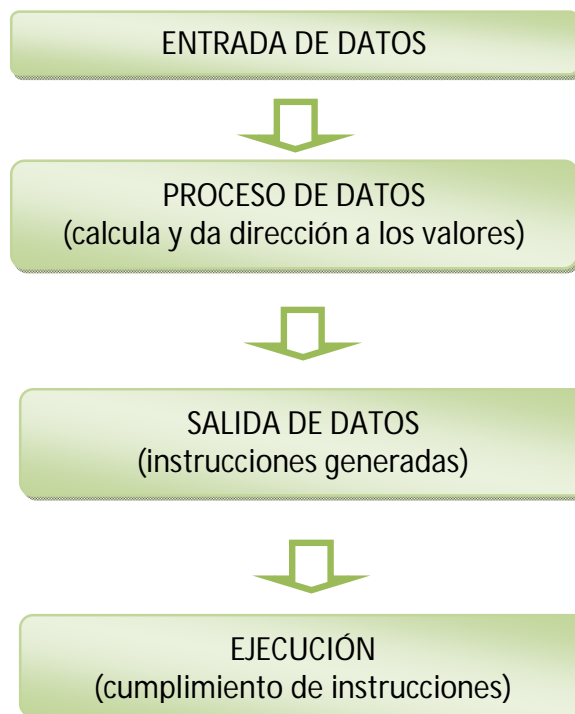 ENTRADA DE DATOS
PROCESO DE DATOS
(calcula y da dirección a los valores)
SALIDA DE DATOS
(instrucciones generadas)
EJECUCIÓN
(cumplimiento de instrucciones)